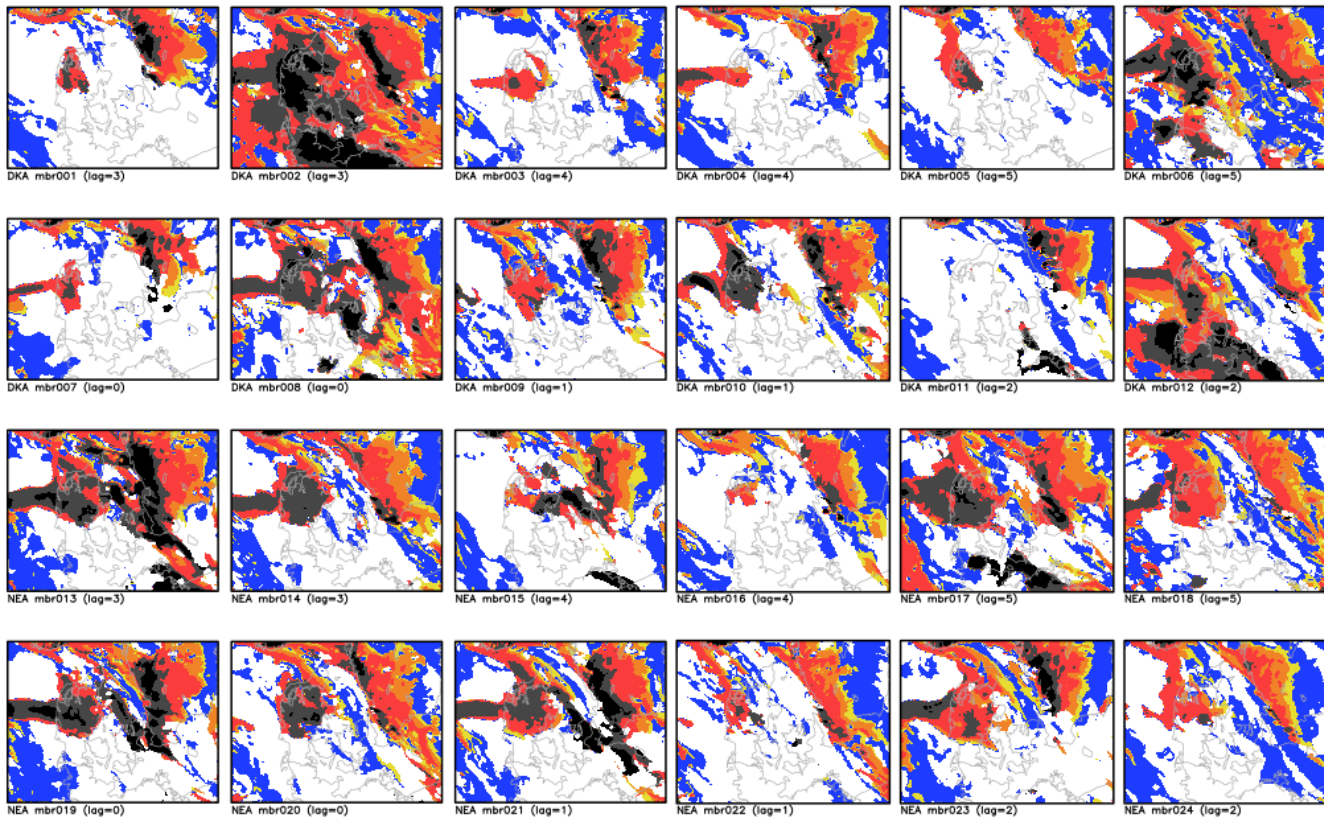 DKA mbr001 (lag=3)
DKA mbr002 (lag=3)
DKA mbr003 (lag=4)
DKA mbr004 (lag=4)
DKA mbr005 (lag=5)
DKA mbr006 (lag=5)
DKA mbr007 (lag=0)
DKA mbr008 (lag=0)
DKA mbr009 (lag=1)
DKA mbr010 (lag=1)
DKA mbr011 (lag=2)
DKA mbr012 (lag=2)
NEA mbr013 (lag=3)
NEA mbr014 (lag=3)
NEA mbr015 (lag=4)
NEA mbr016 (lag=4)
NEA mbr017 (lag=5)
NEA mbr018 (lag=5)
NEA mbr019 (lag=0)
NEA mbr020 (lag=0)
NEA mbr021 (lag=1)
NEA mbr022 (lag=1)
NEA mbr023 (lag=2)
NEA mbr024 (lag=2)